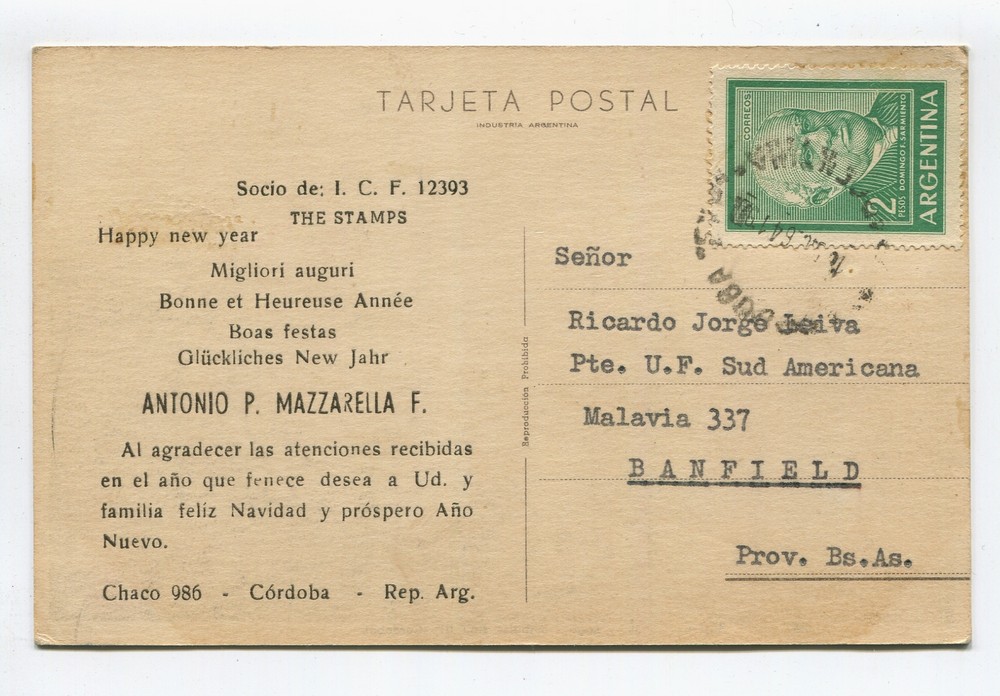 TARJETA POSTAL
INDUSTRIA ARGENTINA
Socio de: I. C. F. 12393
THE STAMPS
Happy new year
Migliori auguri
Bonne et Heureuse Année
Boas festas
Glückliches New Jahr
ANTONIO P. MAZZARELLA F.
Al agradecer las atenciones recibidas
en el año que fenece desea a Ud. y
familia felíz Navidad y próspero Año
Nuevo.
Chaco 986 - Córdoba - Rep. Arg.
Reproducción Prohibida
CORREOS
2
PESOS
DOMINGO F. SARMIENTO
ARGENTINA
Señor
Ricardo Jorge Leiva
Pte. U.F. Sud Americana
Malavia 337
BANFIELD
Prov. Bs.As.